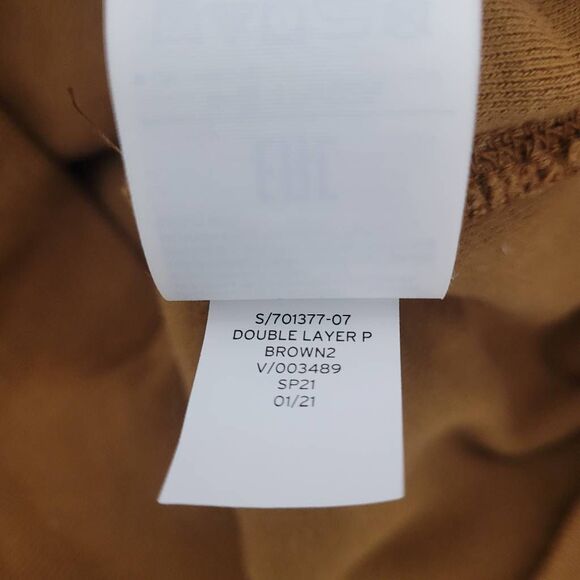 S/701377-07
DOUBLE LAYER P
BROWN2
V/003489
SP21
01/21